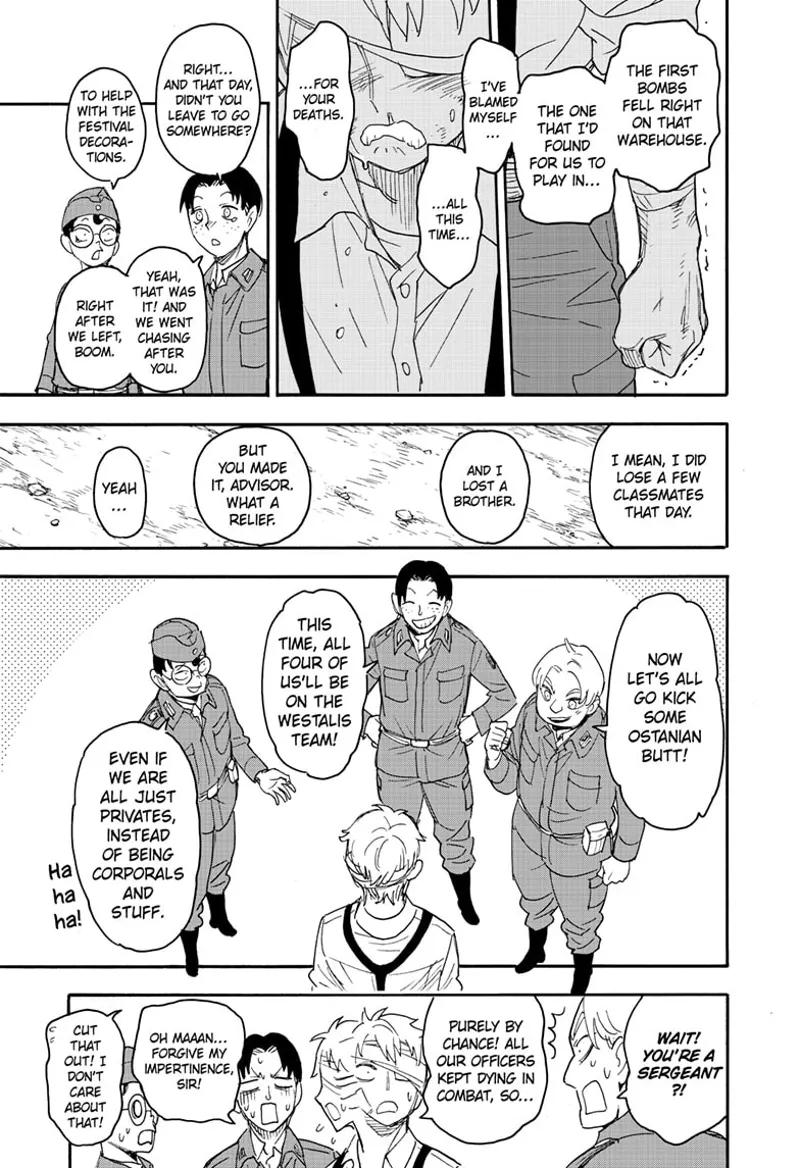 THE FIRST
BOMBS
FELL RIGHT
ON THAT
WAREHOUSE.
THE ONE
THAT I'D
FOUND
FOR US TO
PLAY IN...
I'VE
BLAMED
MYSELF
...
...ALL
THIS
TIME...
...FOR
YOUR
DEATHS.
RIGHT...
AND THAT DAY,
DIDN'T YOU
LEAVE TO GO
SOMEWHERE?
TO HELP
WITH THE
FESTIVAL
DECORA-
TIONS.
YEAH,
THAT WAS
IT! AND
WE WENT
CHASING
AFTER
YOU.
RIGHT
AFTER
WE LEFT,
BOOM.
I MEAN, I DID
LOSE A FEW
CLASSMATES
THAT DAY.
AND I
LOST A
BROTHER.
BUT
YOU MADE
IT, ADVISOR.
WHAT A
RELIEF.
YEAH
...
NOW
LET'S ALL
GO KICK
SOME
OSTANIAN
BUTT!
THIS
TIME, ALL
FOUR OF
US'LL BE
ON THE
WESTALIS
TEAM!
EVEN IF
WE ARE
ALL JUST
PRIVATES,
INSTEAD
OF BEING
CORPORALS
AND
STUFF.
Ha
ha
ha!
WAIT!
YOU'RE A
SERGEANT
?!
PURELY BY
CHANCE! ALL
OUR OFFICERS
KEPT DYING IN
COMBAT, SO...
OH MAAAN...
FORGIVE MY
IMPERTINENCE,
SIR!
CUT
THAT
OUT! I
DON'T
CARE
ABOUT
THAT!